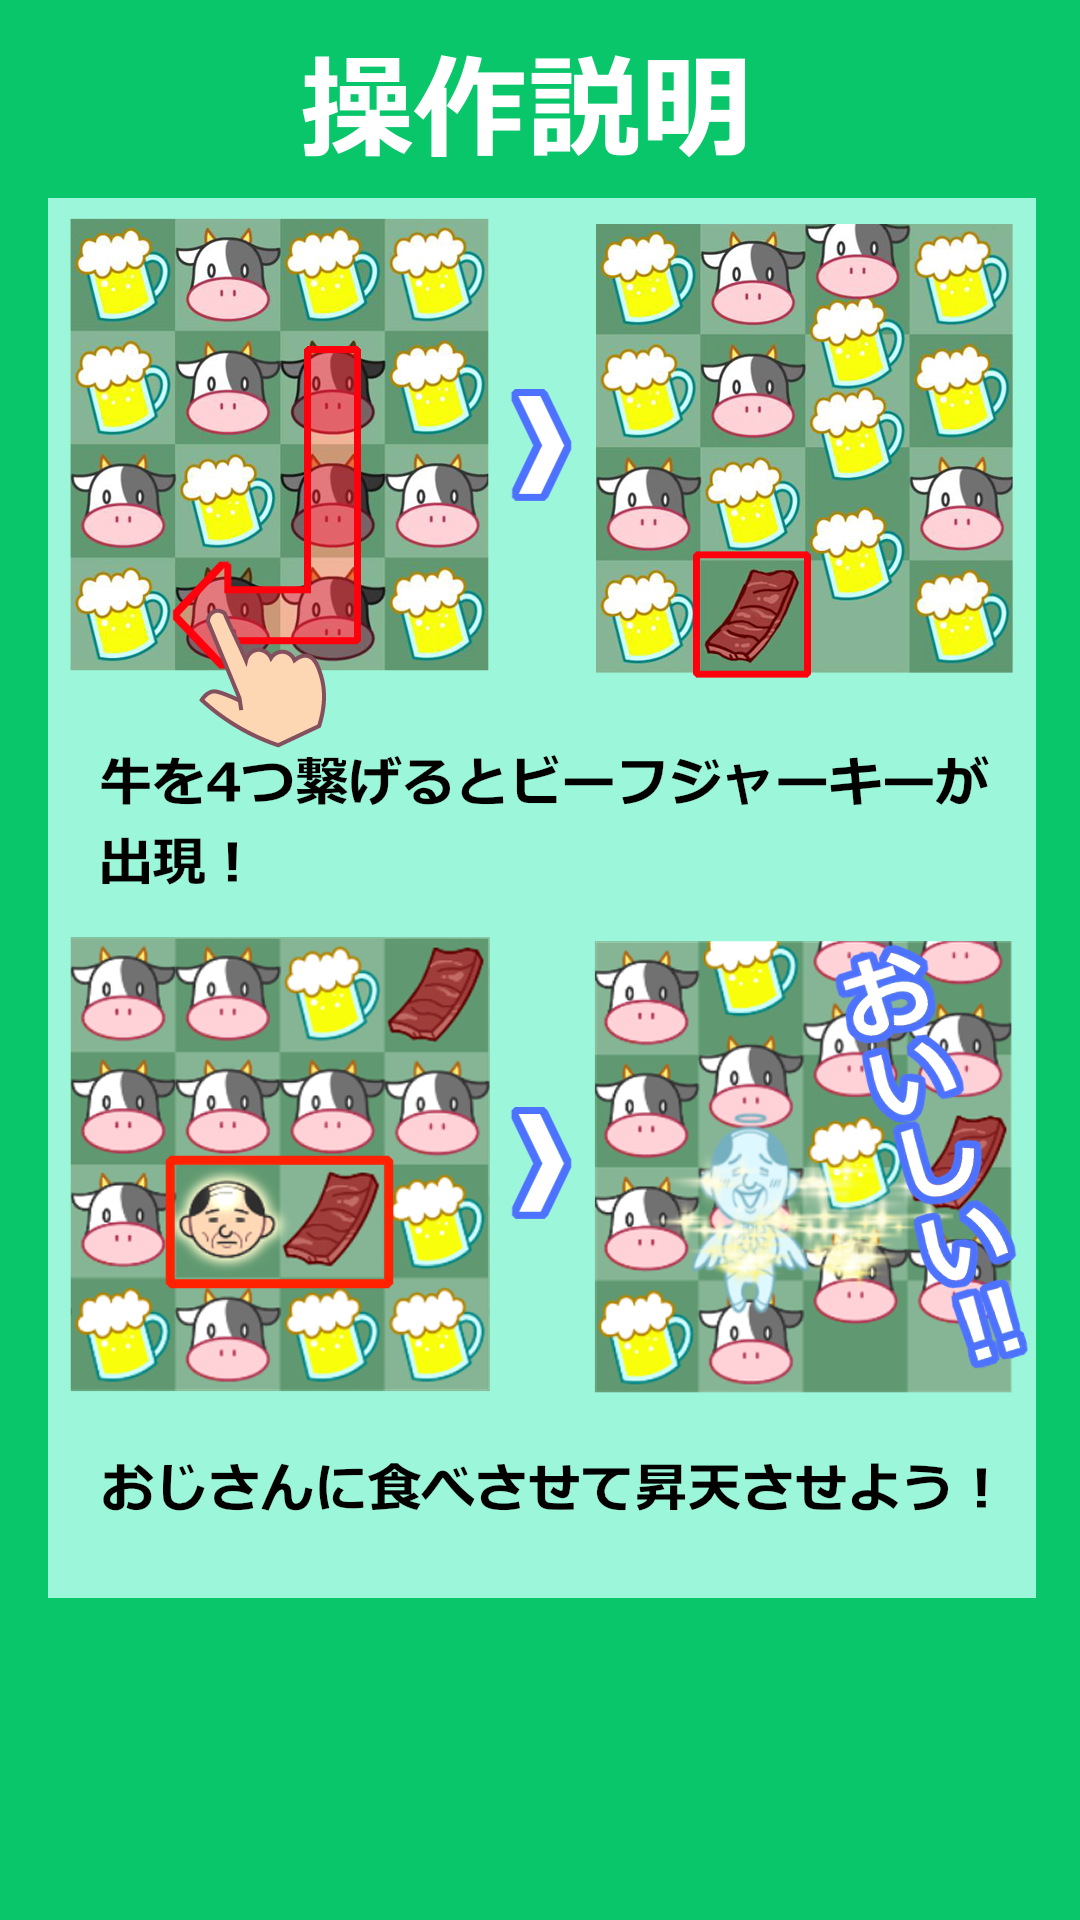 操作説明
牛を4つ繋げるとビーフジャーキーが
出現！
おいしい!!
おじさんに食べさせて昇天させよう！